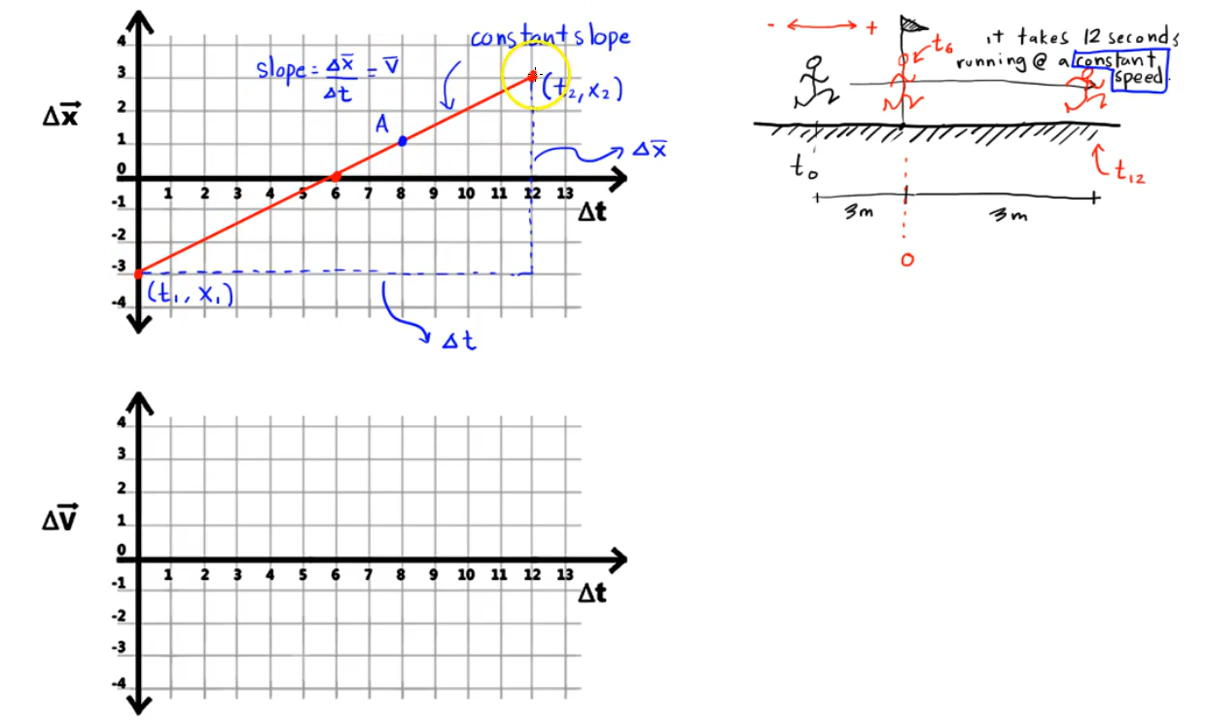 constant slope
slope = Δx̄/Δt = v̄
4
3
2
1
0
-1
-2
-3
-4
Δx⃗
A
(t₂, x₂)
Δx̄
1 2 3 4 5 6 7 8 9 10 11 12 13
Δt
(t₁, x₁)
Δt
- +
t₆
it takes 12 seconds
running @ a constant
speed.
t₀
t₁₂
3m 3m
0
4
3
2
1
0
-1
-2
-3
-4
ΔV⃗
1 2 3 4 5 6 7 8 9 10 11 12 13
Δt